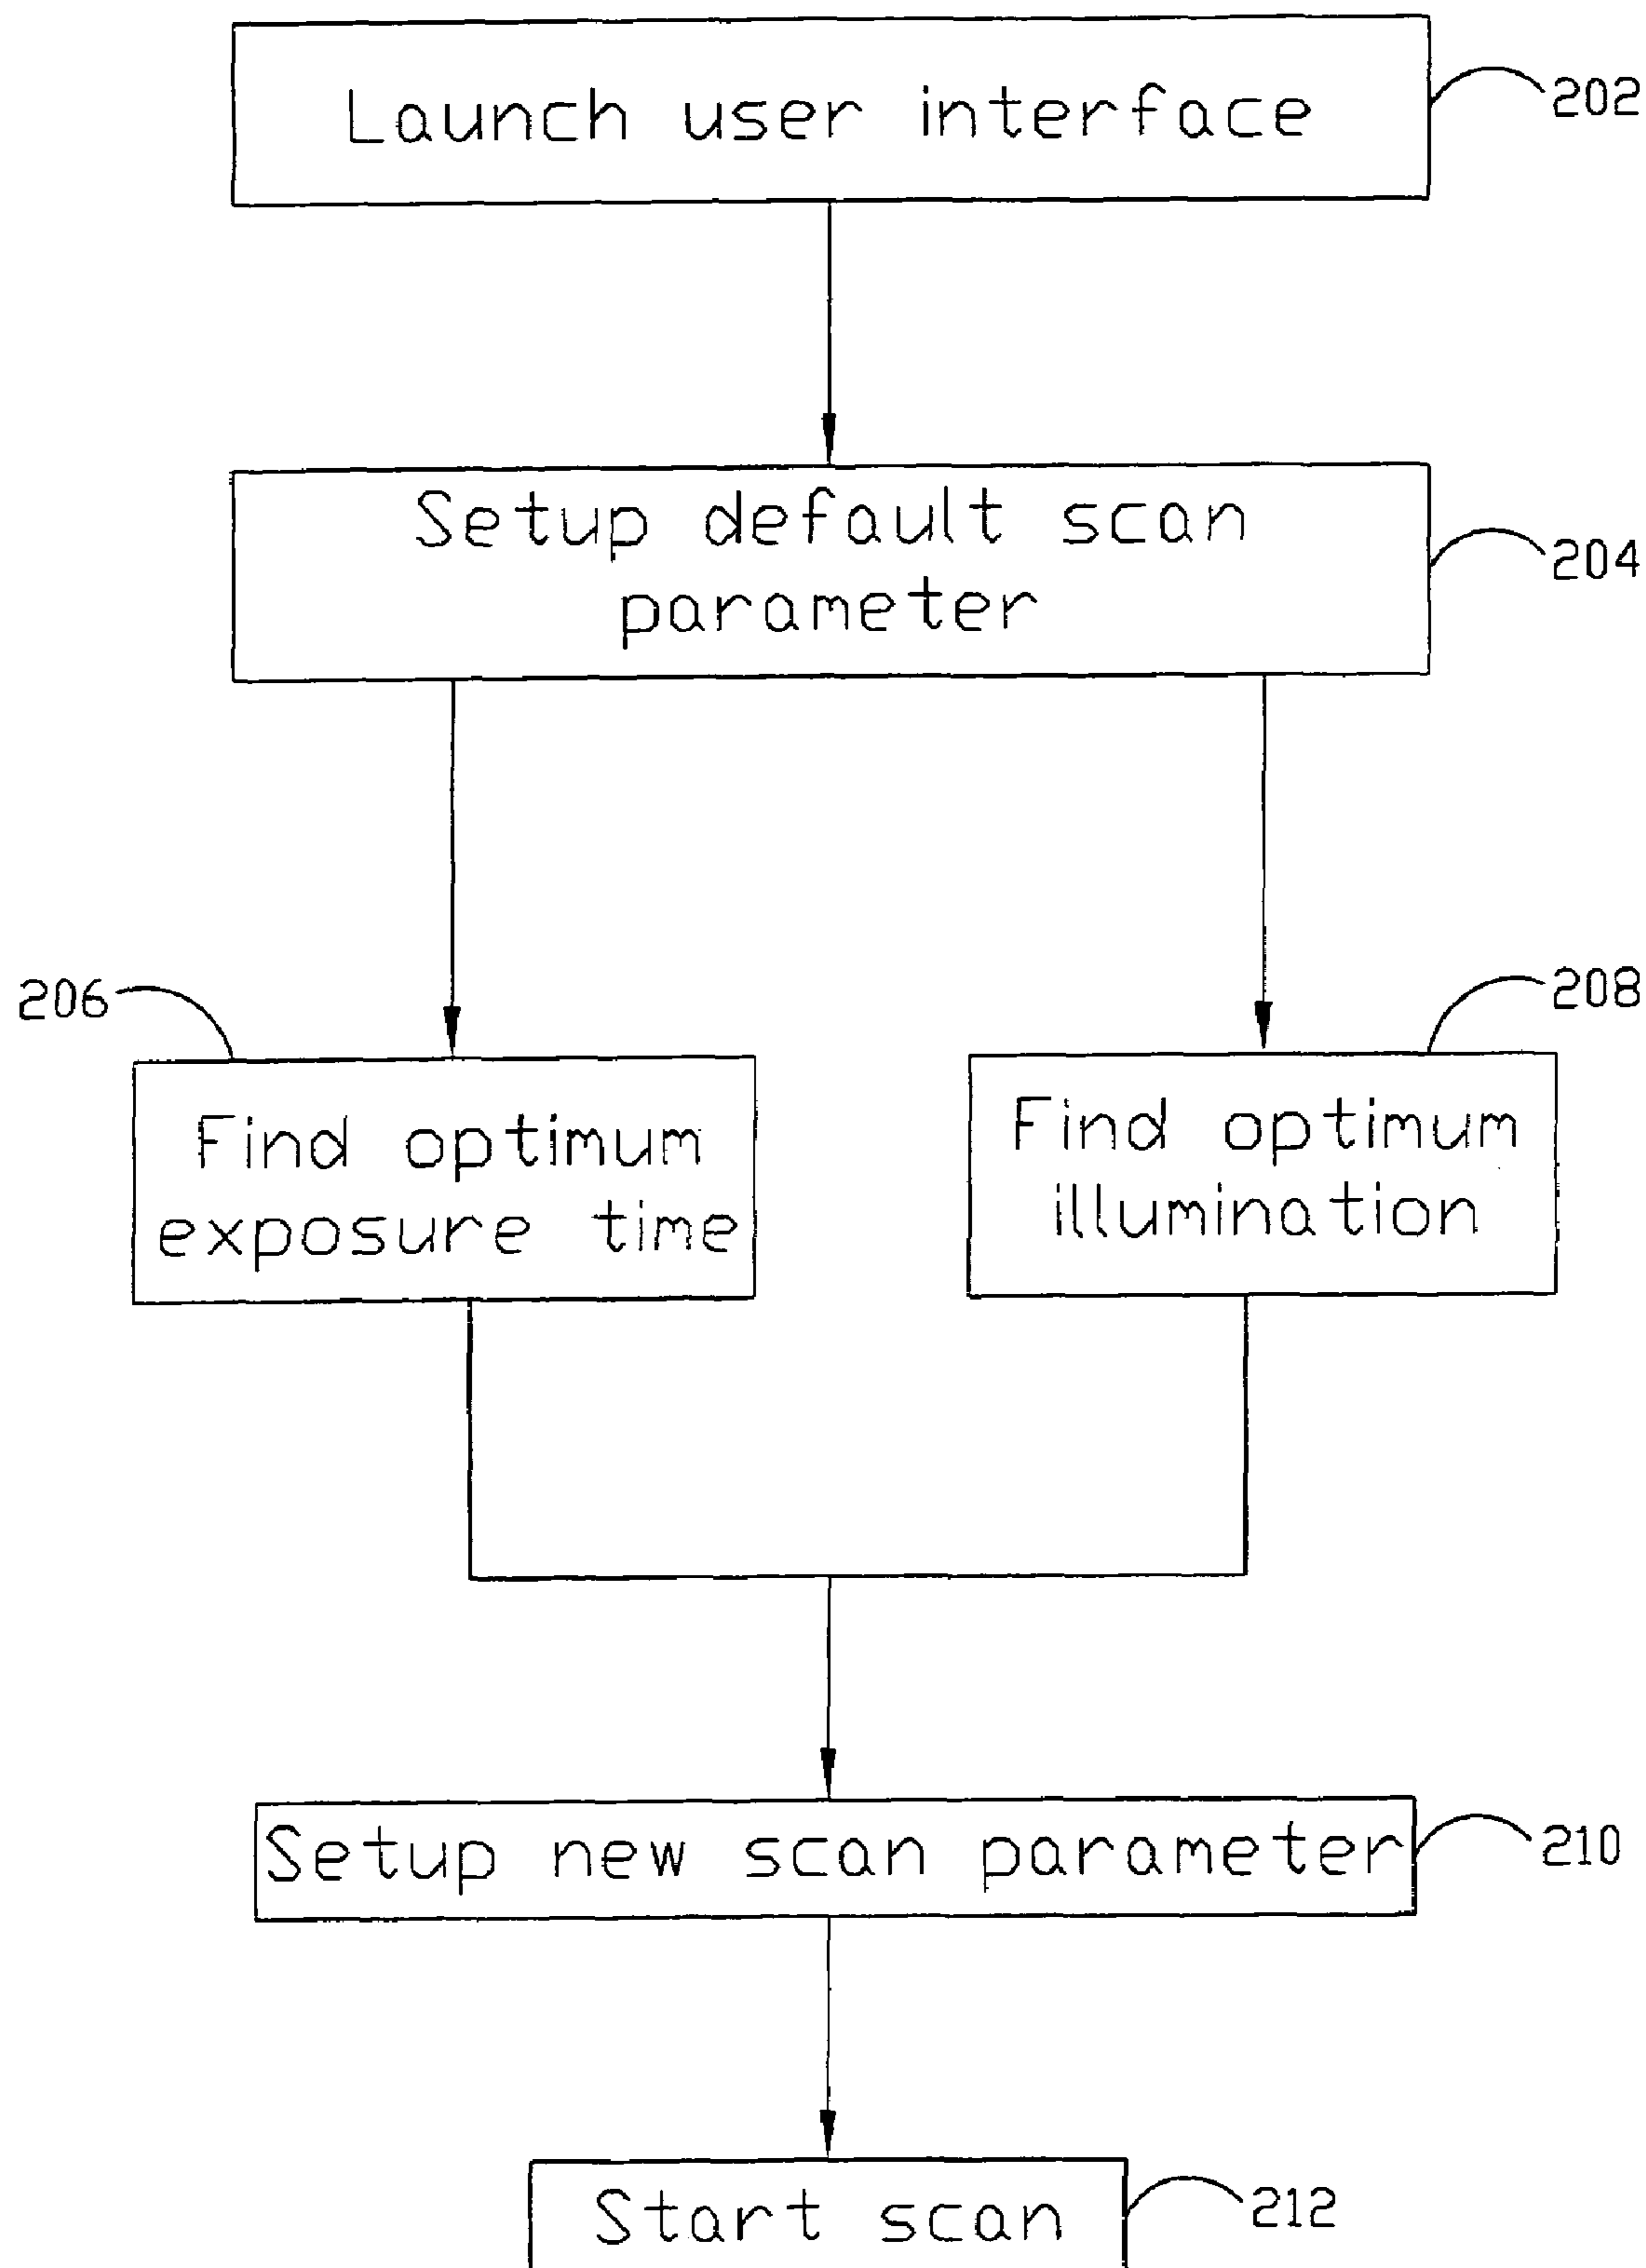 Launch user interface
202
Setup default scan
parameter
204
206
208
Find optimum
exposure time
Find optimum
illumination
Setup new scan parameter
210
Start scan
212